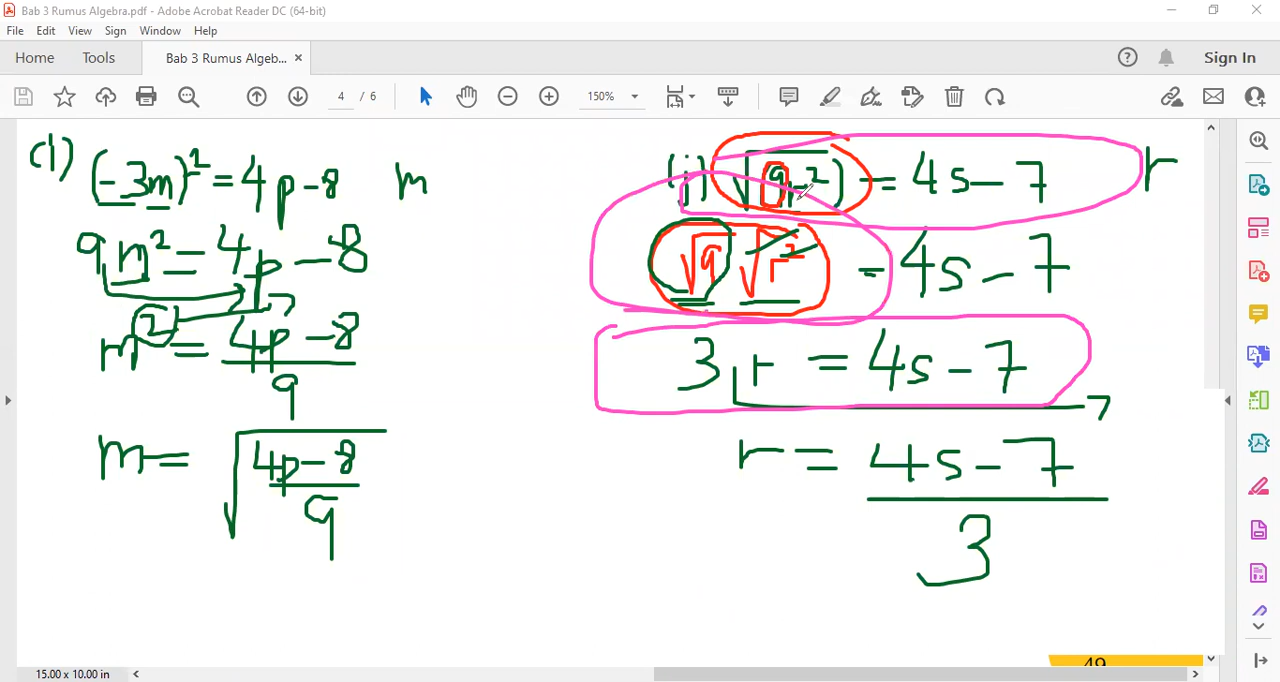 Bab 3 Rumus Algebra.pdf - Adobe Acrobat Reader DC (64-bit)
File Edit View Sign Window Help
Home Tools Bab 3 Rumus Algeb... × Sign In
4 / 6 150%
(-3m)² = 4p - 8 m
9m² = 4p - 8
m² = 4p - 8 / 9
m = √(4p - 8 / 9)
(j) √(9r²) = 4s - 7 r
√9 √r² = 4s - 7
3r = 4s - 7
r = 4s - 7 / 3
49
15.00 x 10.00 in